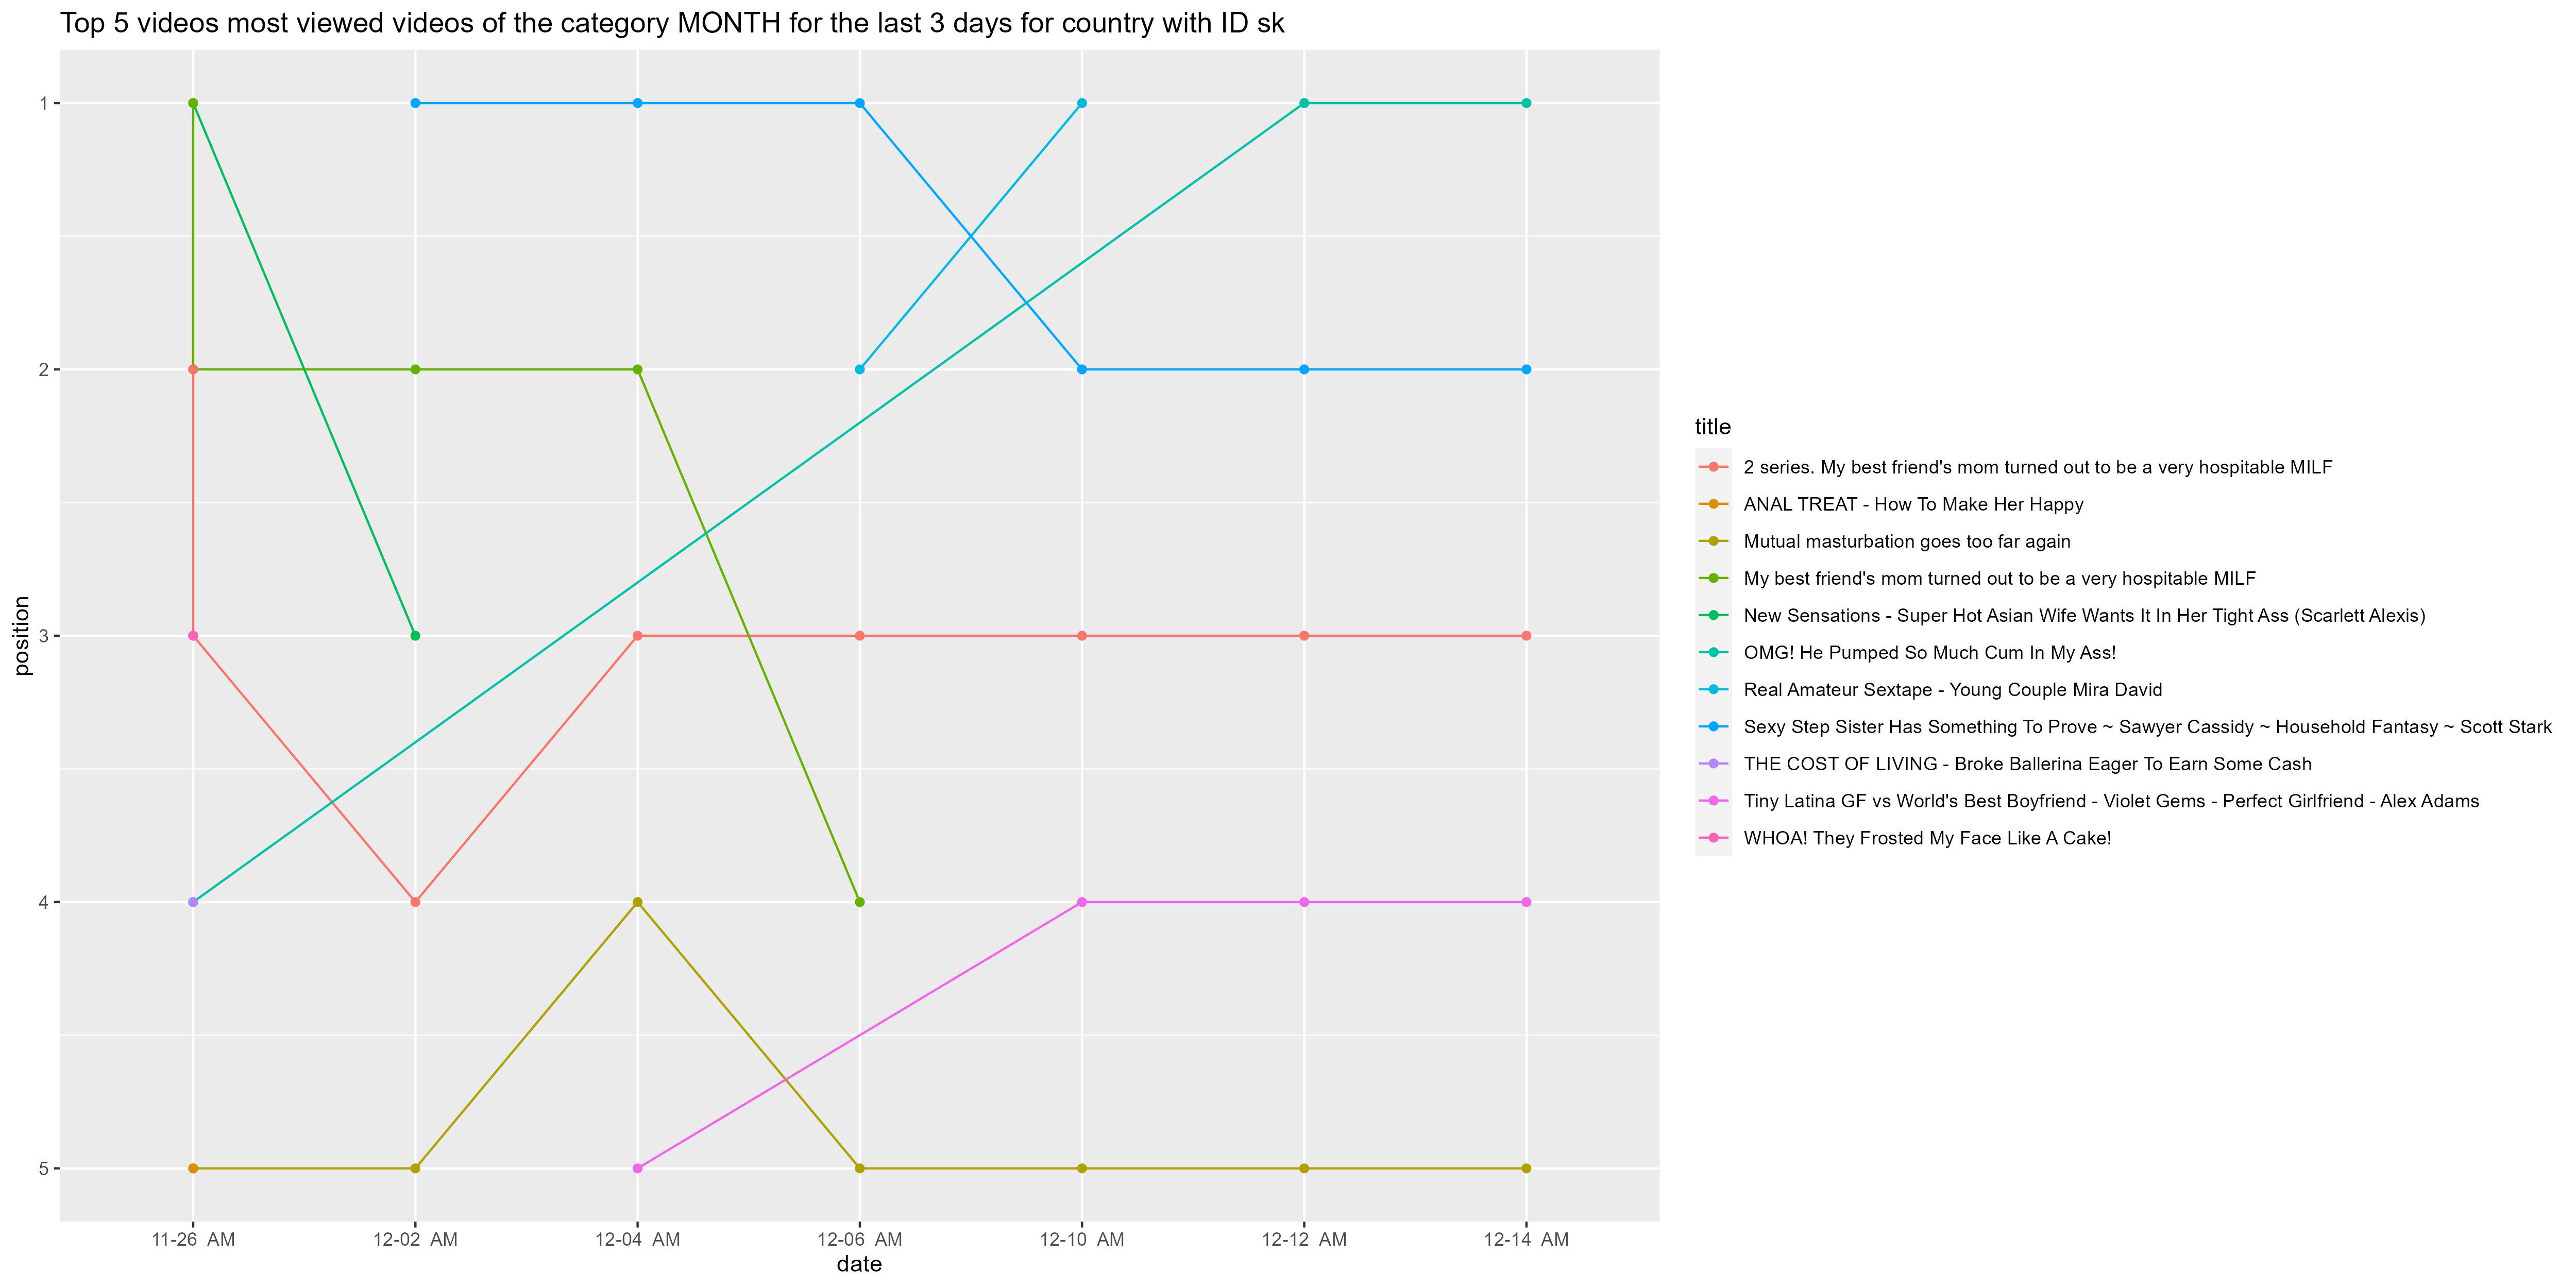 Top 5 videos most viewed videos of the category MONTH for the last 3 days for country with ID sk
1
2
3
4
5
position
11-26 AM
12-02 AM
12-04 AM
12-06 AM
12-10 AM
12-12 AM
12-14 AM
date
title
2 series. My best friend's mom turned out to be a very hospitable MILF
ANAL TREAT - How To Make Her Happy
Mutual masturbation goes too far again
My best friend's mom turned out to be a very hospitable MILF
New Sensations - Super Hot Asian Wife Wants It In Her Tight Ass (Scarlett Alexis)
OMG! He Pumped So Much Cum In My Ass!
Real Amateur Sextape - Young Couple Mira David
Sexy Step Sister Has Something To Prove ~ Sawyer Cassidy ~ Household Fantasy ~ Scott Stark
THE COST OF LIVING - Broke Ballerina Eager To Earn Some Cash
Tiny Latina GF vs World's Best Boyfriend - Violet Gems - Perfect Girlfriend - Alex Adams
WHOA! They Frosted My Face Like A Cake!